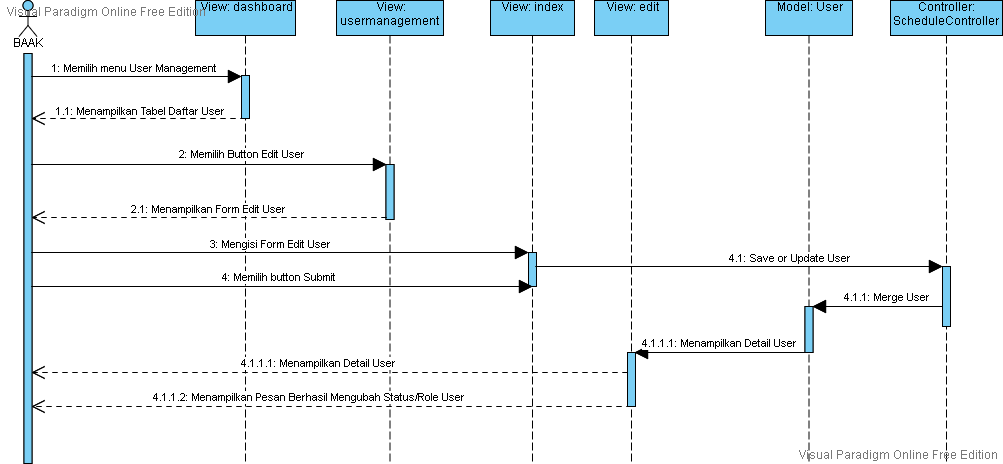 Visual Paradigm Online Free Edition
BAAK
View: dashboard
View:
usermanagement
View: index
View: edit
Model: User
Controller:
ScheduleController
1: Memilih menu User Management
1.1: Menampilkan Tabel Daftar User
2: Memilih Button Edit User
2.1: Menampilkan Form Edit User
3: Mengisi Form Edit User
4.1: Save or Update User
4: Memilih button Submit
4.1.1: Merge User
4.1.1.1: Menampilkan Detail User
4.1.1.1: Menampilkan Detail User
4.1.1.2: Menampilkan Pesan Berhasil Mengubah Status/Role User
Visual Paradigm Online Free Edition